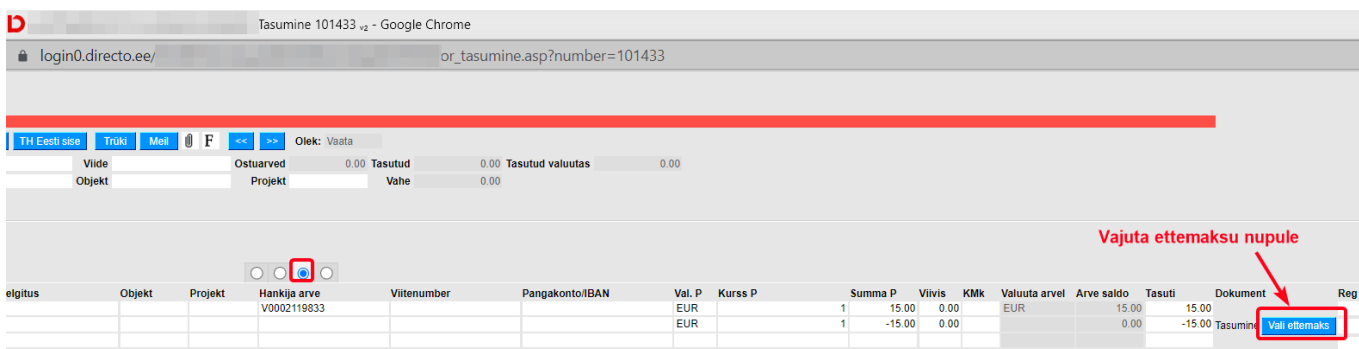 Tasumine 101433 v2 - Google Chrome
login0.directo.ee/ or_tasumine.asp?number=101433
TH Eesti sise Trüki Meil F << >> Olek: Vaata
Viide Ostuarved 0.00 Tasutud 0.00 Tasutud valuutas 0.00
Objekt Projekt Vahe 0.00
Vajuta ettemaksu nupule
elgitus Objekt Projekt Hankija arve Viitenumber Pangakonto/IBAN Val. P Kurss P Summa P Viivis KMk Valuuta arvel Arve saldo Tasuti Dokument Reg
V0002119833 EUR 1 15.00 0.00 EUR 15.00 15.00
EUR 1 -15.00 0.00 0.00 -15.00 Tasumine Vali ettemaks